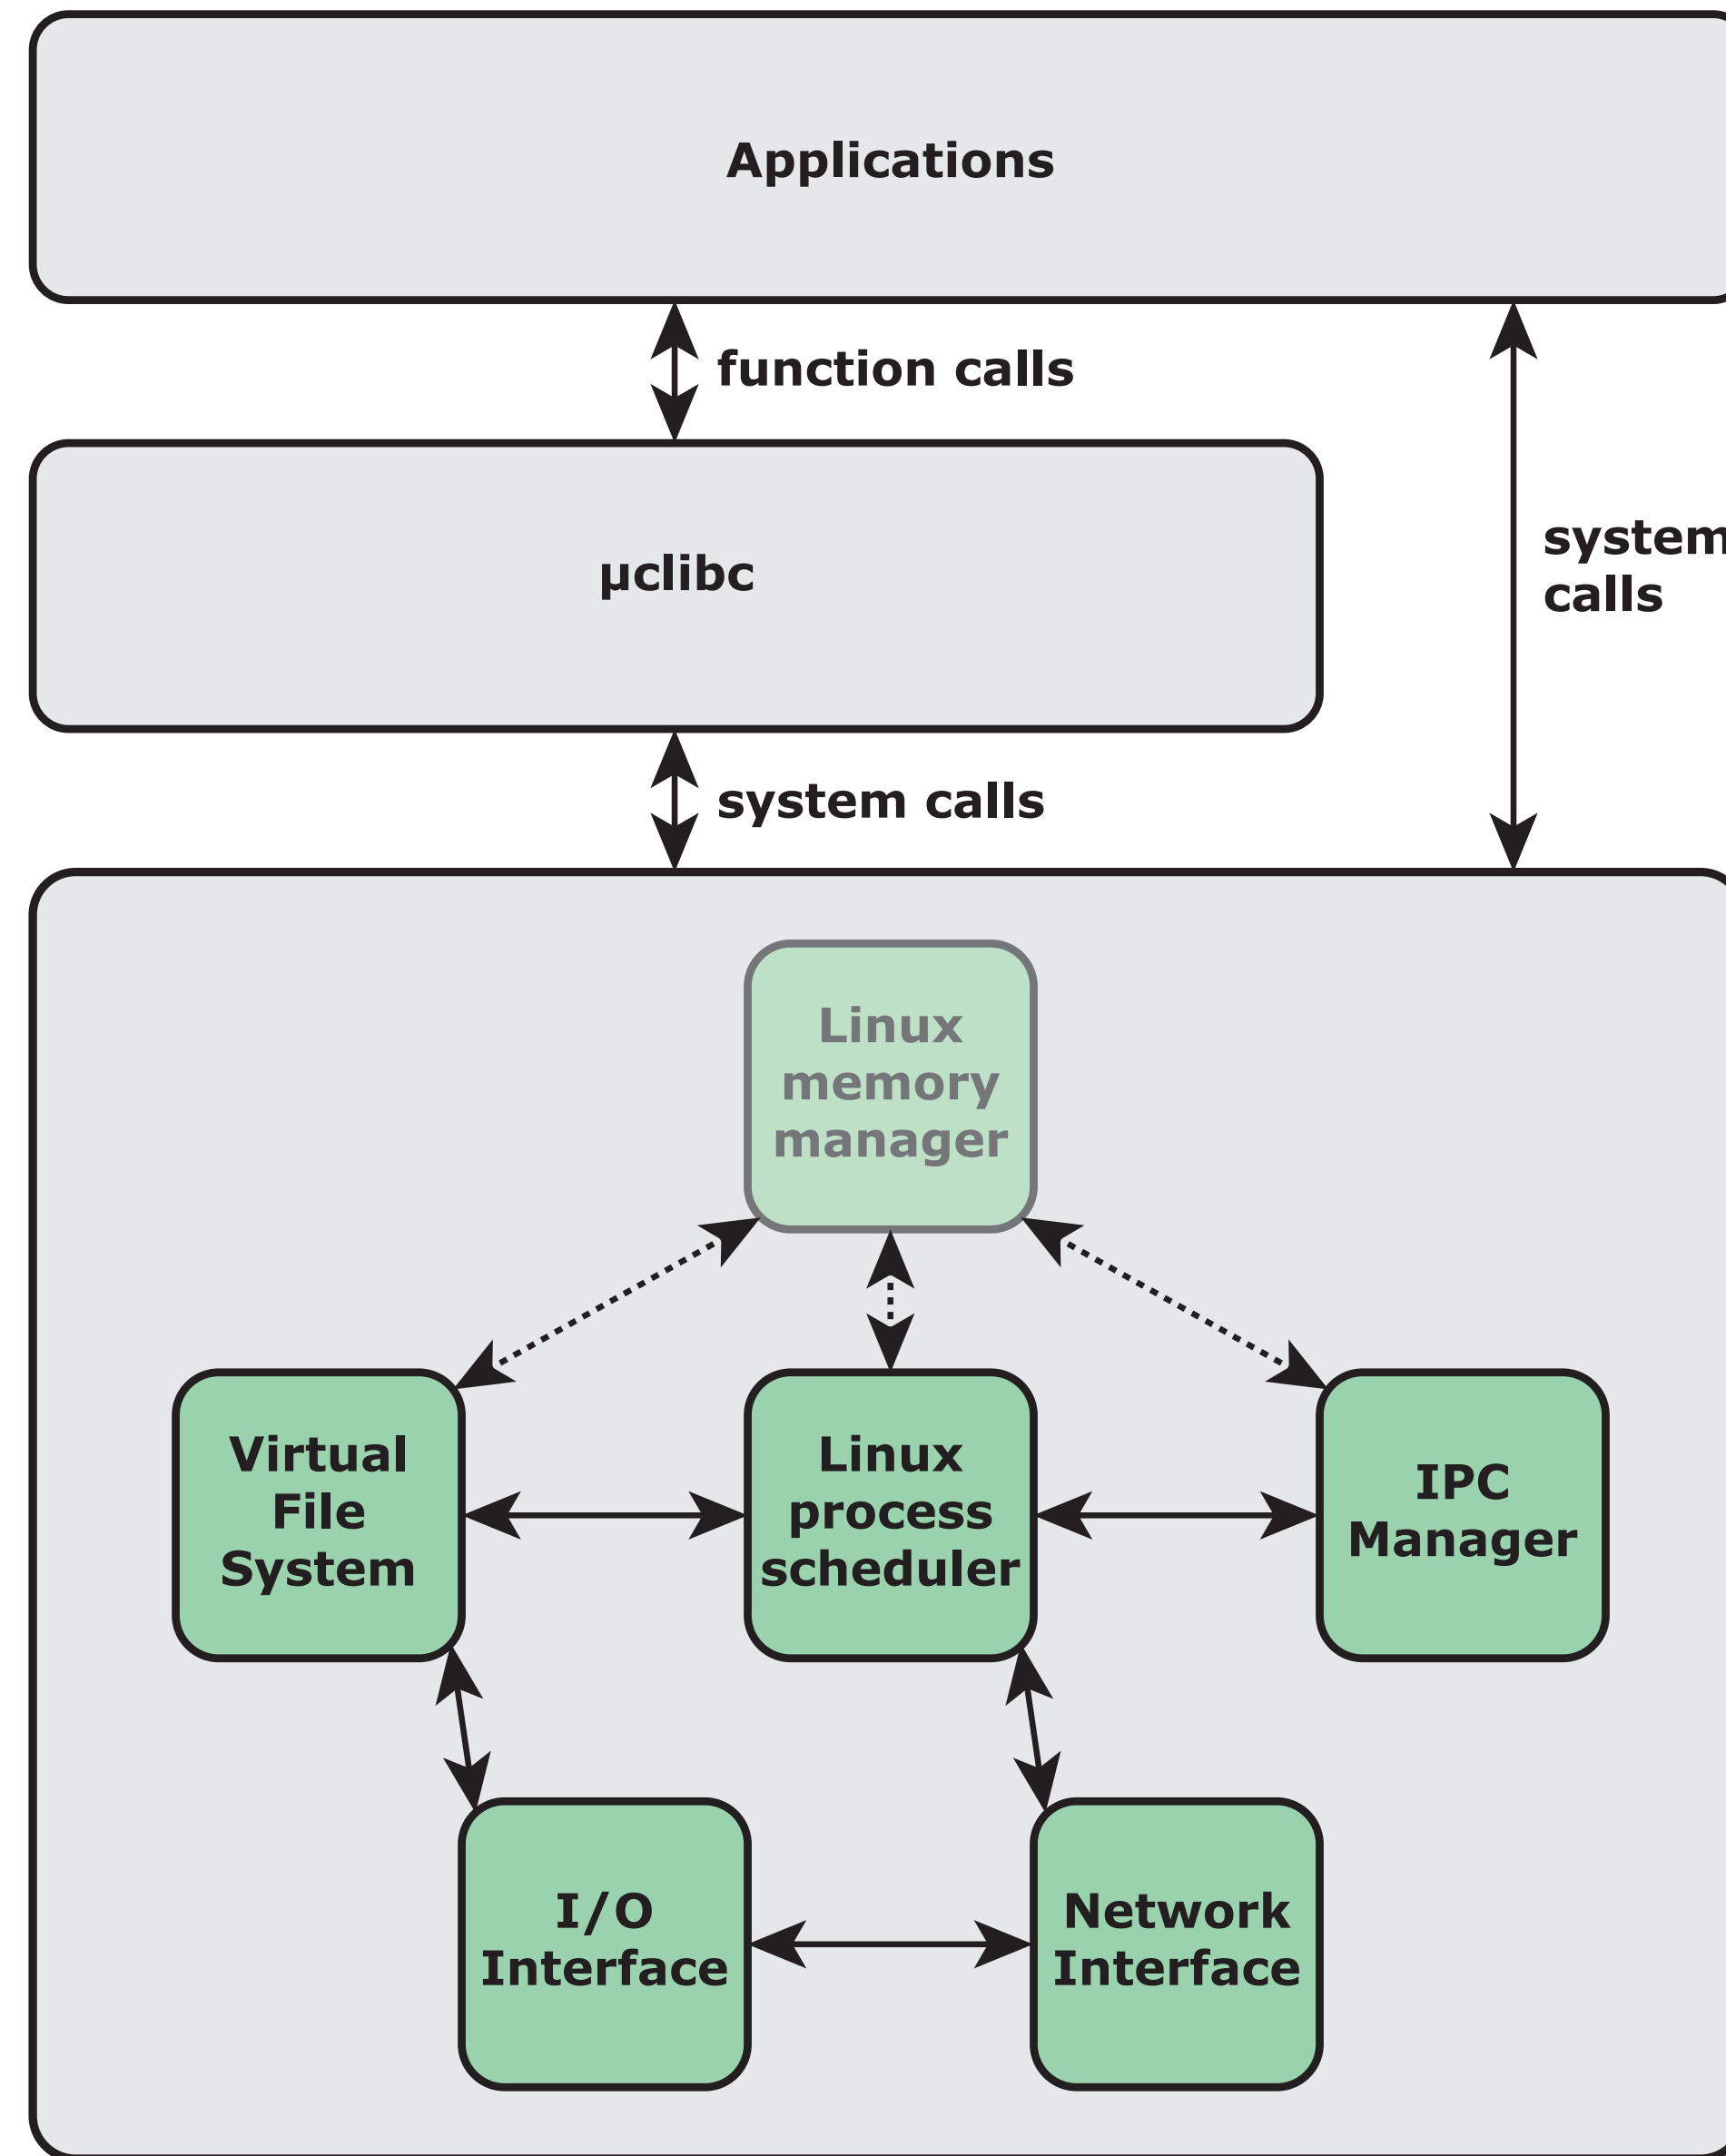 Applications
function calls
system
calls
µclibc
system calls
Linux
memory
manager
Virtual
File
System
Linux
process
scheduler
IPC
Manager
I/O
Interface
Network
Interface